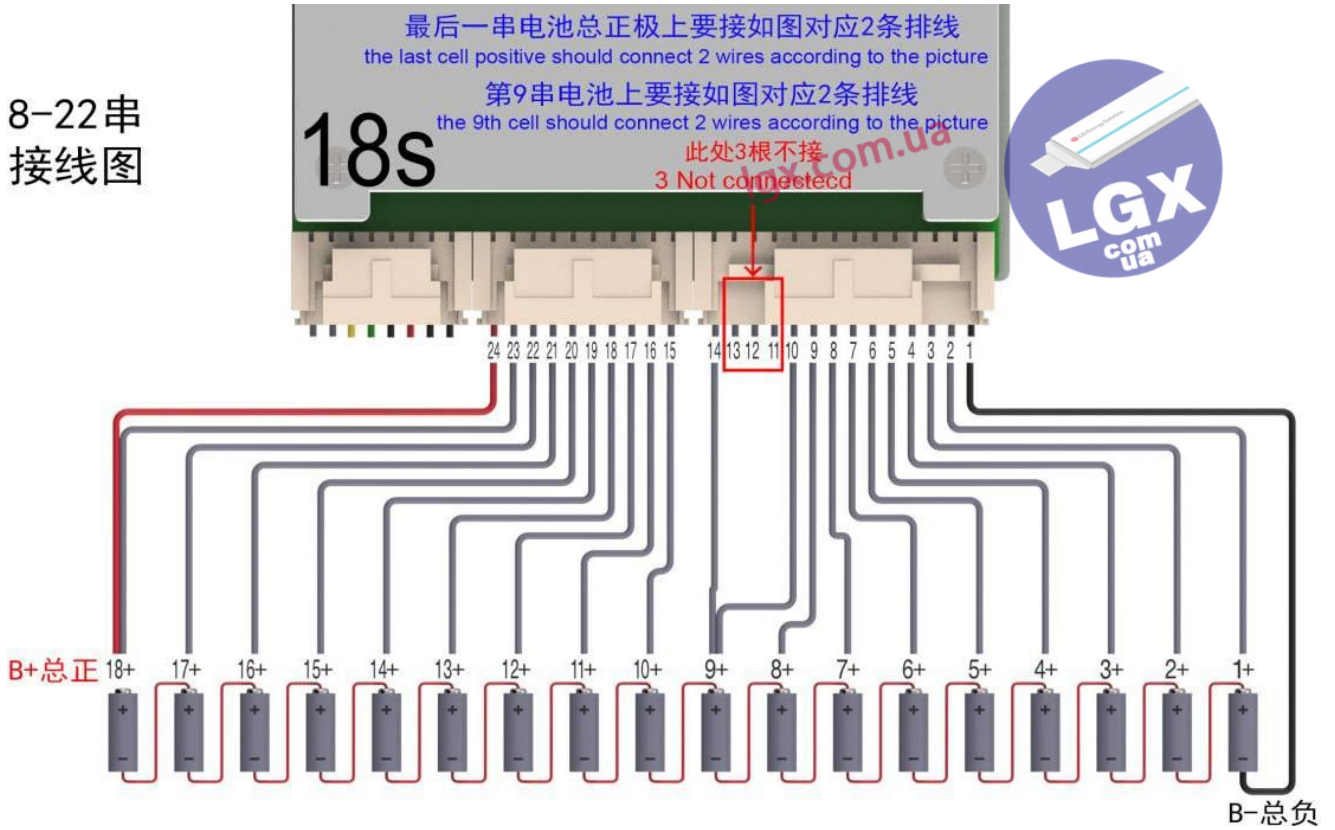 最后一串电池总正极上要接如图对应2条排线
the last cell positive should connect 2 wires according to the picture
第9串电池上要接如图对应2条排线
the 9th cell should connect 2 wires according to the picture
8-22串
接线图
18s
此处3根不接
3 Not connectecd
lgx.com.ua
LG Energy Solution
LGX
com
ua
24 23 22 21 20 19 18 17 16 15 14 13 12 11 10 9 8 7 6 5 4 3 2 1
B+总正 18+ 17+ 16+ 15+ 14+ 13+ 12+ 11+ 10+ 9+ 8+ 7+ 6+ 5+ 4+ 3+ 2+ 1+
+ + + + + + + + + + + + + + + + + +
- - - - - - - - - - - - - - - - - -
B-总负